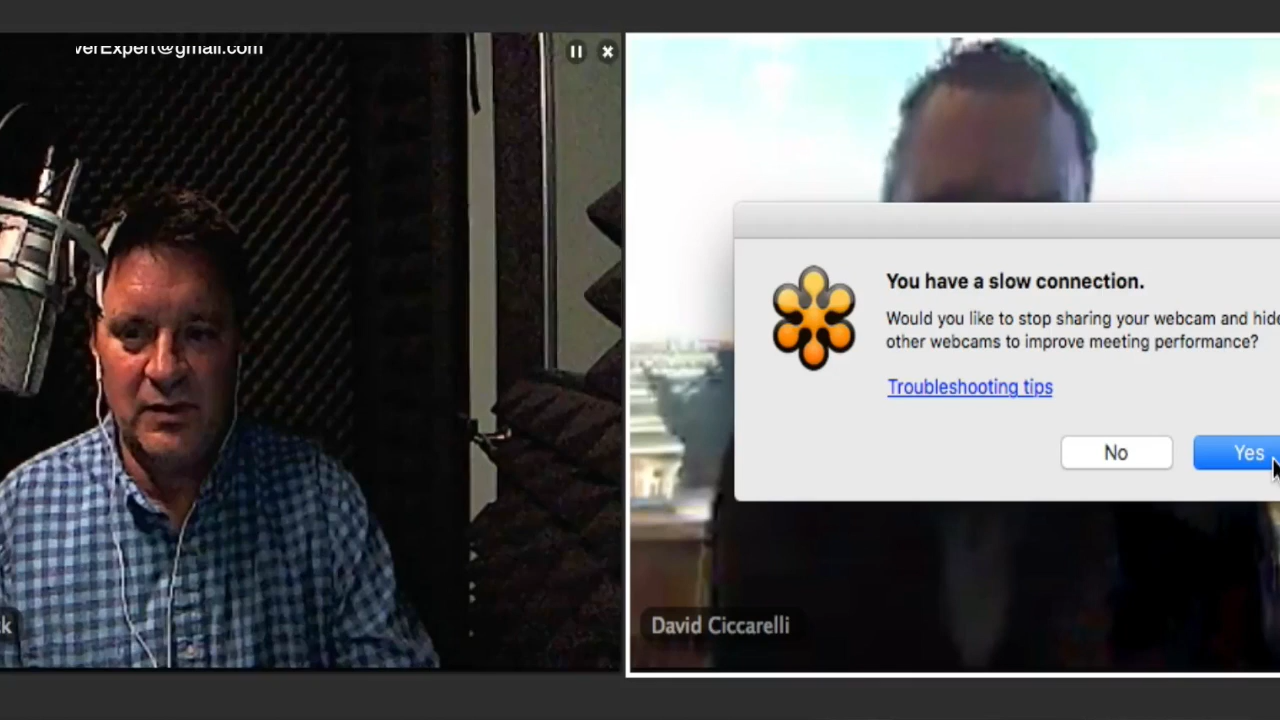 verExpert@gmail.com
You have a slow connection.
Would you like to stop sharing your webcam and hide
other webcams to improve meeting performance?
Troubleshooting tips
No
Yes
k
David Ciccarelli